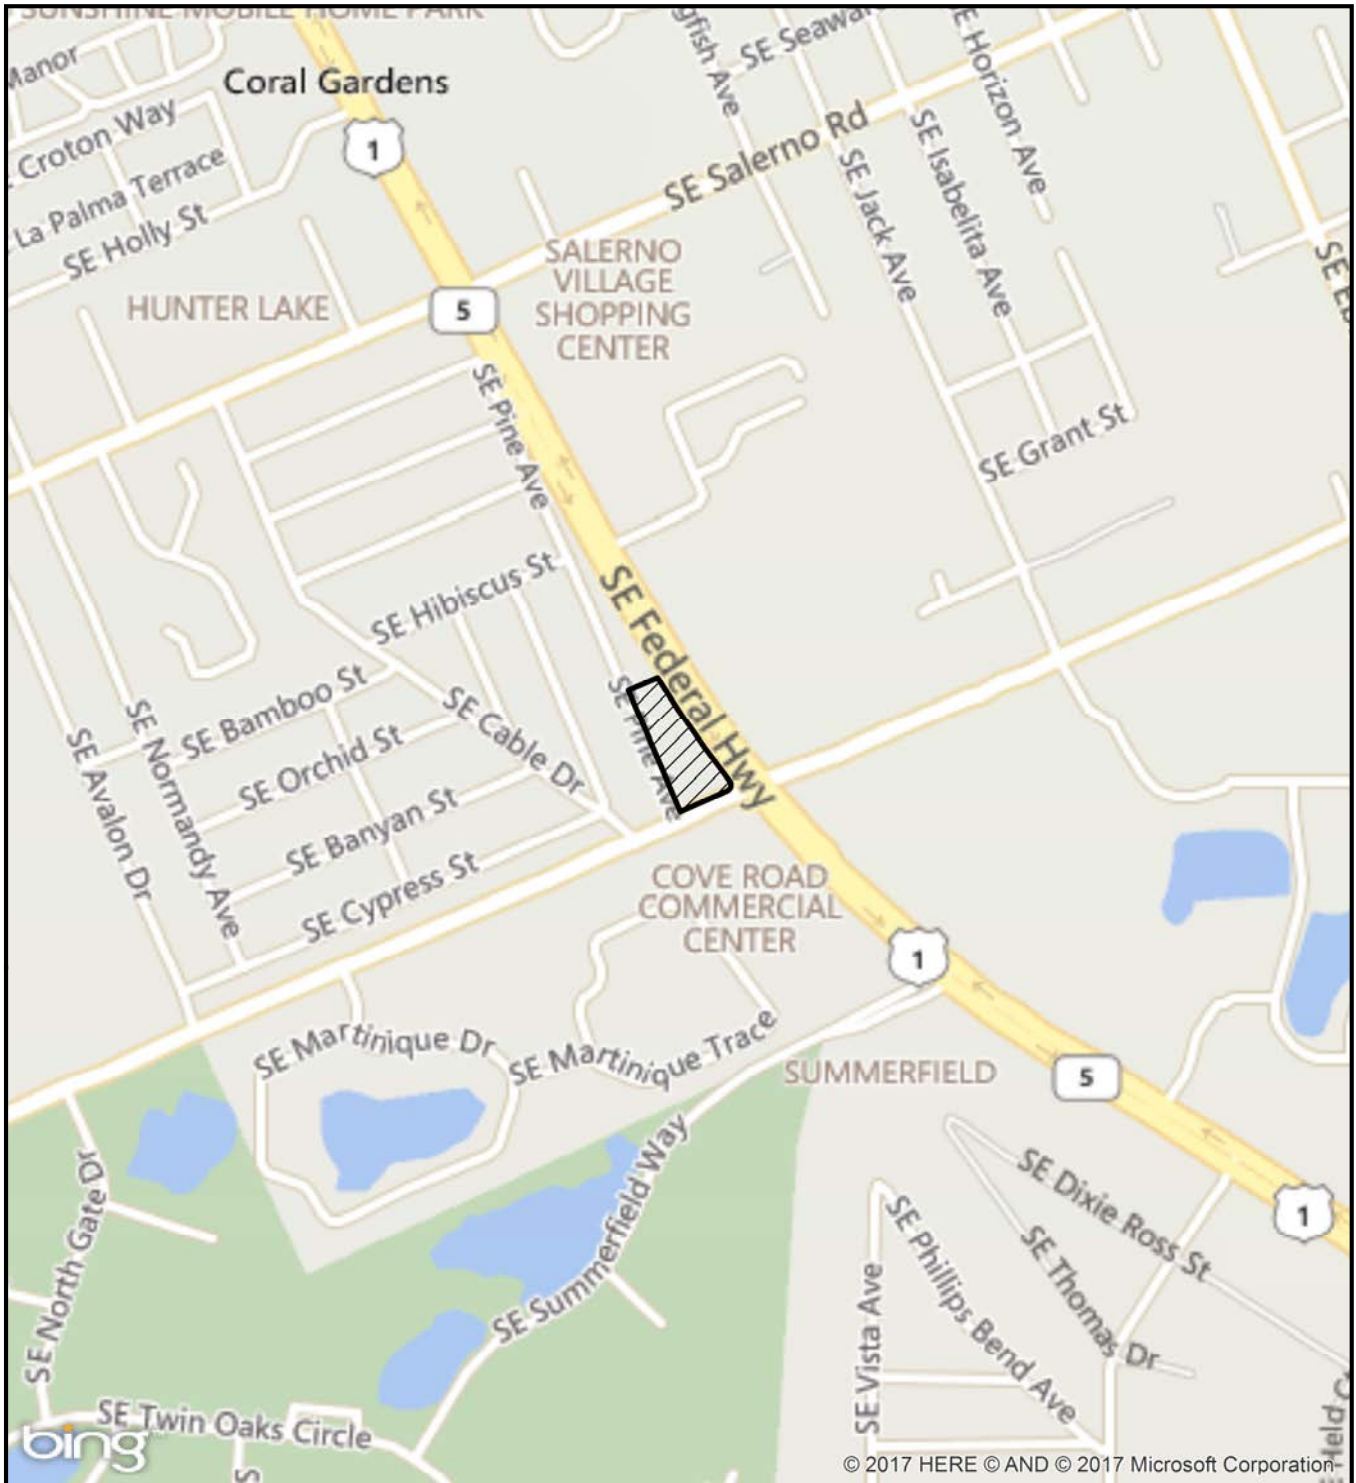 SUNSHINE MOBILE HOME PARK
Manor
Coral Gardens
Croton Way
La Palma Terrace
SE Holly St
1
gfish Ave
SE Seawar
E Horizon Ave
SE Salerno Rd
SE Jack Ave
SE Isabelita Ave
HUNTER LAKE
5
SALERNO
VILLAGE
SHOPPING
CENTER
SE Pine Ave
SE Grant St
SE Hibiscus St
SE Federal Hwy
SE Bamboo St
SE Pine Ave
SE Normandy Ave
SE Avalon Dr
SE Orchid St
SE Cable Dr
SE Banyan St
SE Cypress St
COVE ROAD
COMMERCIAL
CENTER
1
SE Martinique Dr
SE Martinique Trace
SUMMERFIELD
5
SE North Gate Dr
SE Summerfield Way
SE Dixie Ross St
1
SE Thomas Dr
SE Phillips Bend Ave
SE Vista Ave
SE Twin Oaks Circle
bing
© 2017 HERE © AND © 2017 Microsoft Corporation